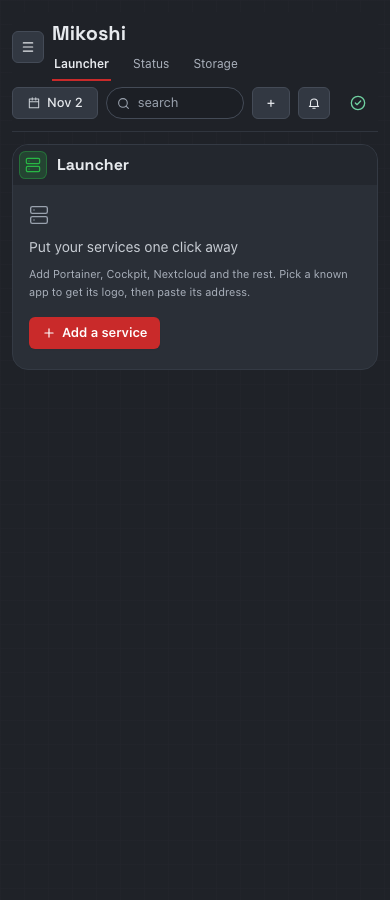 Mikoshi
Launcher Status Storage
Nov 2 search
Launcher
Put your services one click away
Add Portainer, Cockpit, Nextcloud and the rest. Pick a known
app to get its logo, then paste its address.
Add a service